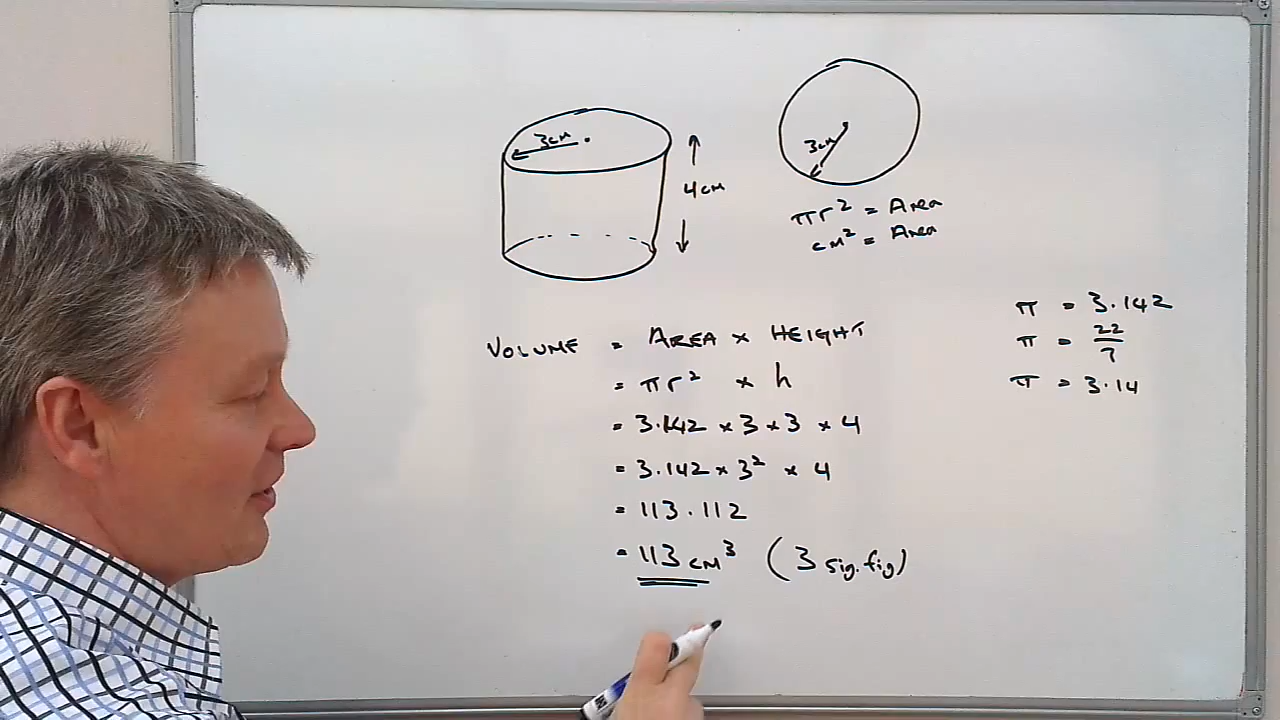 3cm
4cm
3cm
πr² = Area
cm² = Area
VOLUME = AREA × HEIGHT
= πr² × h
= 3.142 × 3 × 3 × 4
= 3.142 × 3² × 4
= 113.112
= 113 cm³ (3 sig.fig)
π = 3.142
π = 22/7
π = 3.14